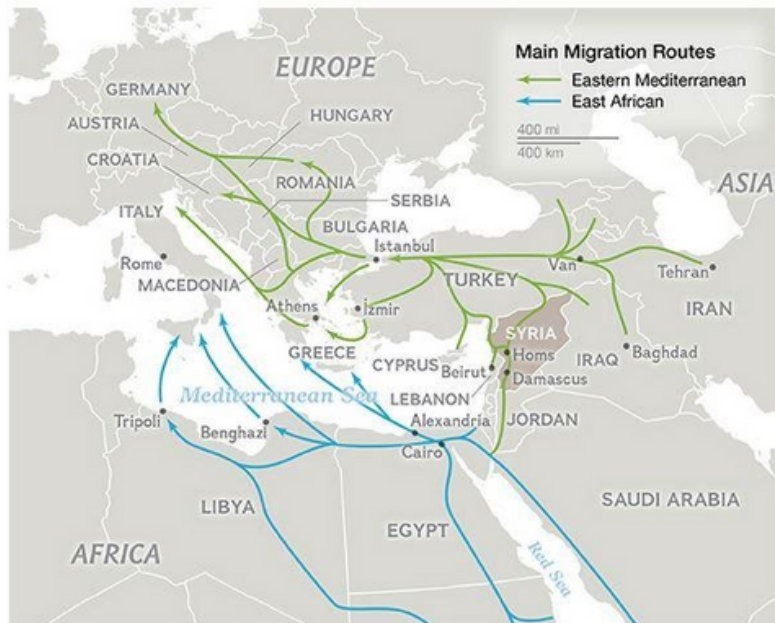 Main Migration Routes
Eastern Mediterranean
East African
400 mi
400 km
EUROPE
GERMANY
AUSTRIA
HUNGARY
CROATIA
ROMANIA
ASIA
SERBIA
ITALY
BULGARIA
Istanbul
Rome
Van
Tehran
MACEDONIA
TURKEY
Athens
İzmir
IRAN
SYRIA
GREECE
CYPRUS
Homs
IRAQ
Baghdad
Beirut
Damascus
Mediterranean Sea
LEBANON
Tripoli
Alexandria
JORDAN
Benghazi
Cairo
LIBYA
EGYPT
SAUDI ARABIA
AFRICA
Red Sea